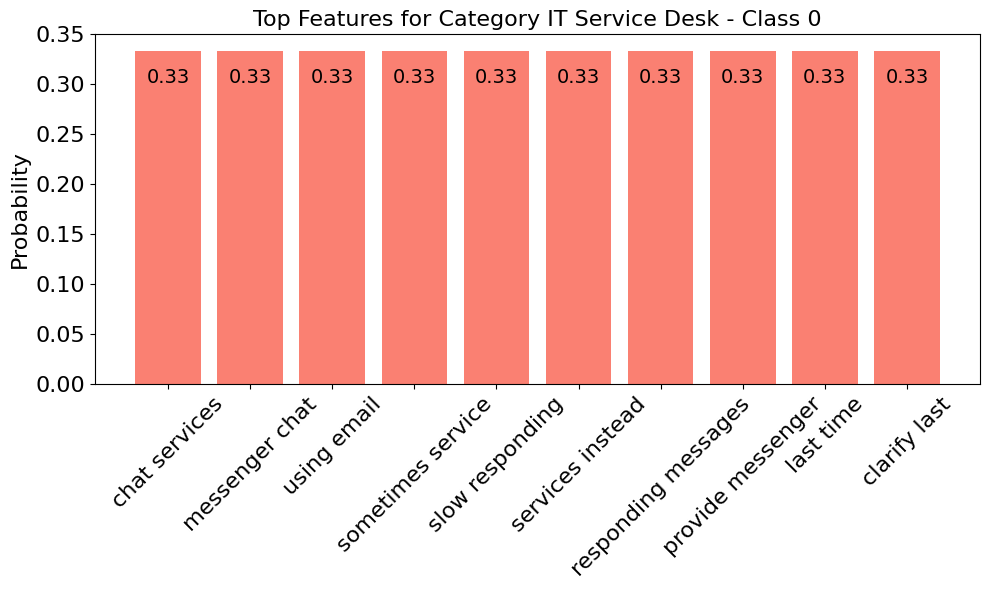 Top Features for Category IT Service Desk - Class 0
Probability
0.35
0.30
0.25
0.20
0.15
0.10
0.05
0.00
0.33 0.33 0.33 0.33 0.33 0.33 0.33 0.33 0.33 0.33
chat services
messenger chat
using email
sometimes service
slow responding
services instead
responding messages
provide messenger
last time
clarify last